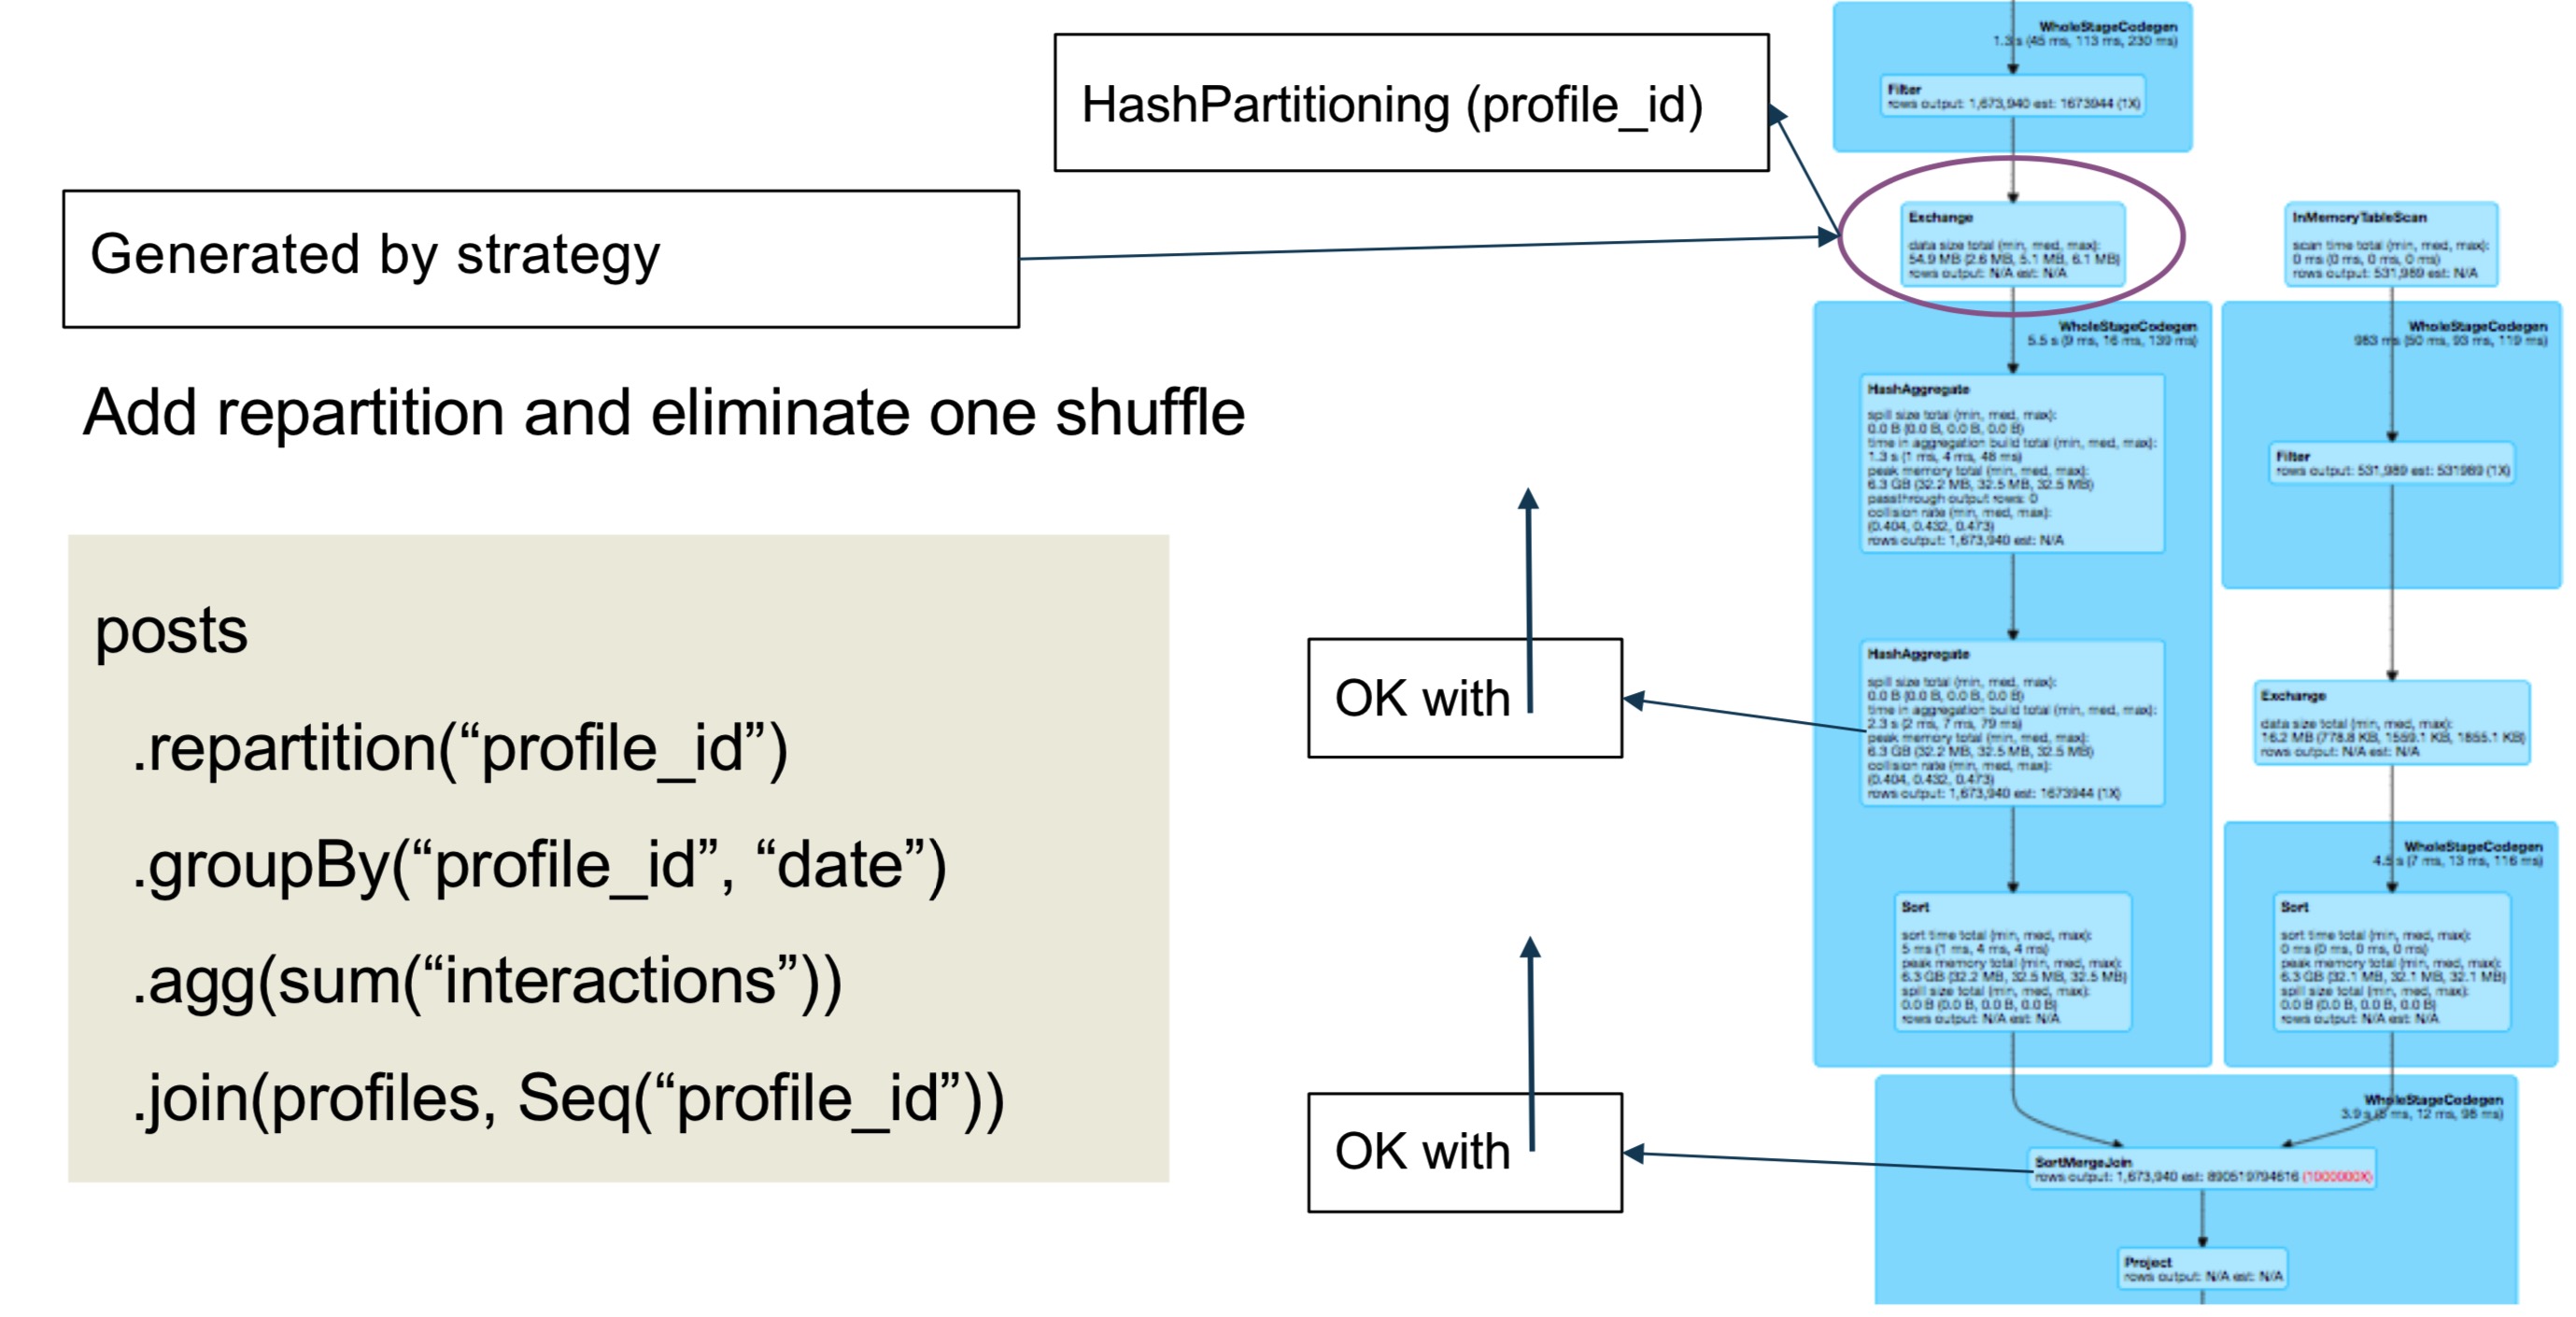 HashPartitioning (profile_id)
Generated by strategy
Add repartition and eliminate one shuffle
posts
.repartition(“profile_id”)
.groupBy(“profile_id”, “date”)
.agg(sum(“interactions”))
.join(profiles, Seq(“profile_id”))
OK with
OK with
WholeStageCodegen
1.3 s (45 ms, 113 ms, 230 ms)
Filter
rows output: 1,673,940 est: 1673944 (1X)
Exchange
data size total (min, med, max):
54.9 MB (2.6 MB, 5.1 MB, 6.1 MB)
rows output: N/A est: N/A
WholeStageCodegen
5.5 s (9 ms, 16 ms, 139 ms)
HashAggregate
spill size total (min, med, max):
0.0 B (0.0 B, 0.0 B, 0.0 B)
time in aggregation build total (min, med, max):
1.3 s (1 ms, 4 ms, 48 ms)
peak memory total (min, med, max):
6.3 GB (32.2 MB, 32.5 MB, 32.5 MB)
passthrough output rows: 0
collision rate (min, med, max):
(0.404, 0.432, 0.473)
rows output: 1,673,940 est: N/A
HashAggregate
spill size total (min, med, max):
0.0 B (0.0 B, 0.0 B, 0.0 B)
time in aggregation build total (min, med, max):
2.3 s (2 ms, 7 ms, 79 ms)
peak memory total (min, med, max):
6.3 GB (32.2 MB, 32.5 MB, 32.5 MB)
collision rate (min, med, max):
(0.404, 0.432, 0.473)
rows output: 1,673,940 est: 1673944 (1X)
Sort
sort time total (min, med, max):
5 ms (1 ms, 4 ms, 4 ms)
peak memory total (min, med, max):
6.3 GB (32.2 MB, 32.5 MB, 32.5 MB)
spill size total (min, med, max):
0.0 B (0.0 B, 0.0 B, 0.0 B)
rows output: N/A est: N/A
InMemoryTableScan
scan time total (min, med, max):
0 ms (0 ms, 0 ms, 0 ms)
rows output: 531,989 est: N/A
WholeStageCodegen
983 ms (50 ms, 93 ms, 119 ms)
Filter
rows output: 531,989 est: 531989 (1X)
Exchange
data size total (min, med, max):
16.2 MB (778.8 KB, 1559.1 KB, 1855.1 KB)
rows output: N/A est: N/A
WholeStageCodegen
4.5 s (7 ms, 13 ms, 116 ms)
Sort
sort time total (min, med, max):
0 ms (0 ms, 0 ms, 0 ms)
peak memory total (min, med, max):
6.3 GB (32.1 MB, 32.1 MB, 32.1 MB)
spill size total (min, med, max):
0.0 B (0.0 B, 0.0 B, 0.0 B)
rows output: N/A est: N/A
WholeStageCodegen
3.9 s ms, 12 ms, 98 ms)
SortMergeJoin
rows output: 1,673,940 est: 890519794616 (1000000X)
Project
rows output: N/A est: N/A